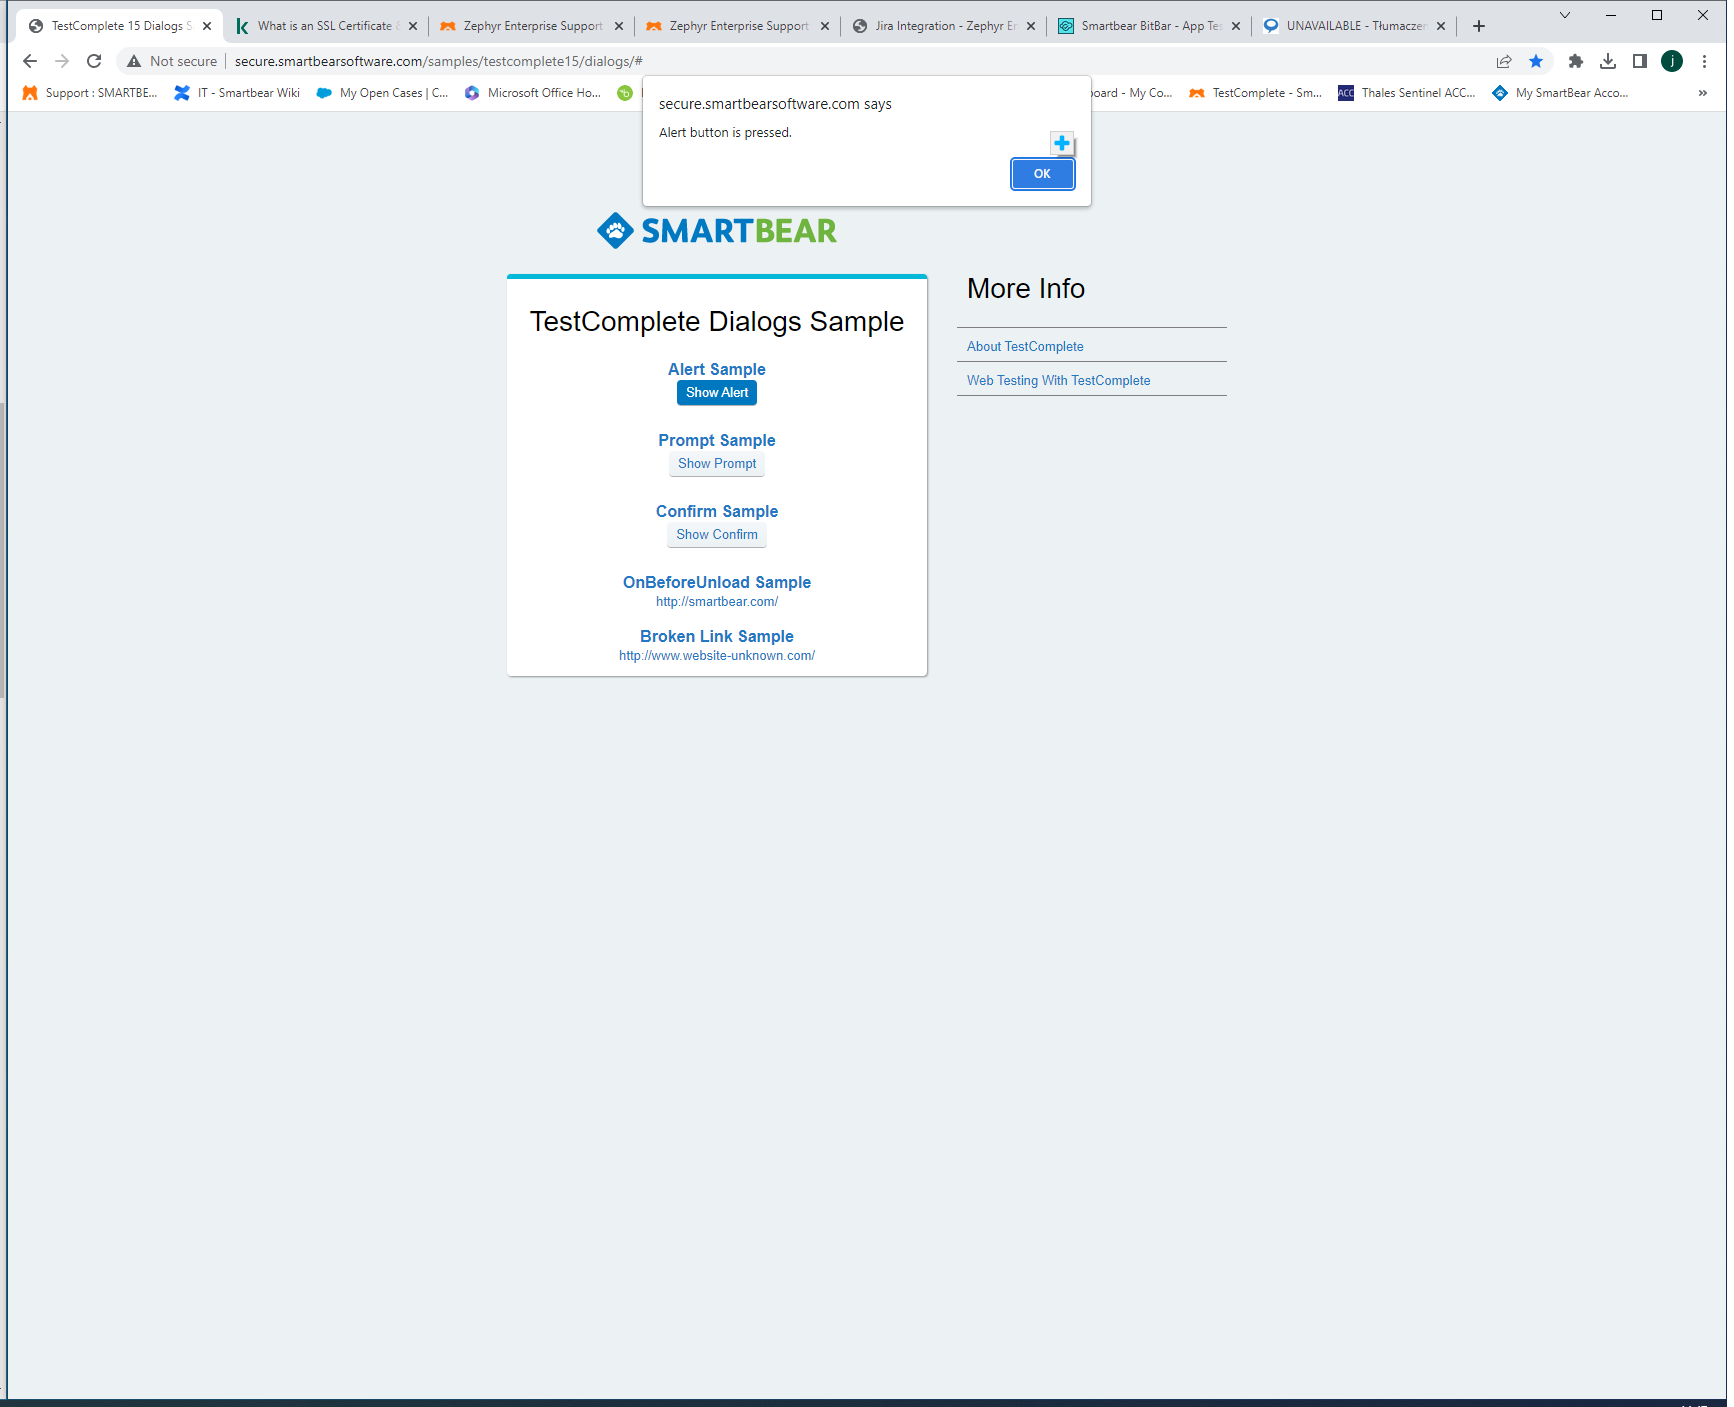 TestComplete 15 Dialogs S
What is an SSL Certificate &
Zephyr Enterprise Support
Zephyr Enterprise Support
Jira Integration - Zephyr En
Smartbear BitBar - App Tes
UNAVAILABLE - Tłumaczen
Not secure
secure.smartbearsoftware.com/samples/testcomplete15/dialogs/#
j
Support : SMARTBE...
IT - Smartbear Wiki
My Open Cases | C...
Microsoft Office Ho...
board - My Co...
TestComplete - Sm...
ACC
Thales Sentinel ACC...
My SmartBear Acco...
»
secure.smartbearsoftware.com says
Alert button is pressed.
OK
SMARTBEAR
TestComplete Dialogs Sample
Alert Sample
Show Alert
Prompt Sample
Show Prompt
Confirm Sample
Show Confirm
OnBeforeUnload Sample
http://smartbear.com/
Broken Link Sample
http://www.website-unknown.com/
More Info
About TestComplete
Web Testing With TestComplete